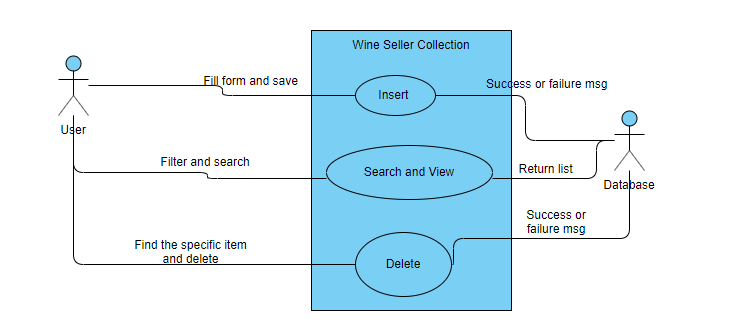 Wine Seller Collection
Fill form and save
Insert
Success or failure msg
User
Filter and search
Search and View
Return list
Database
Find the specific item
and delete
Delete
Success or
failure msg